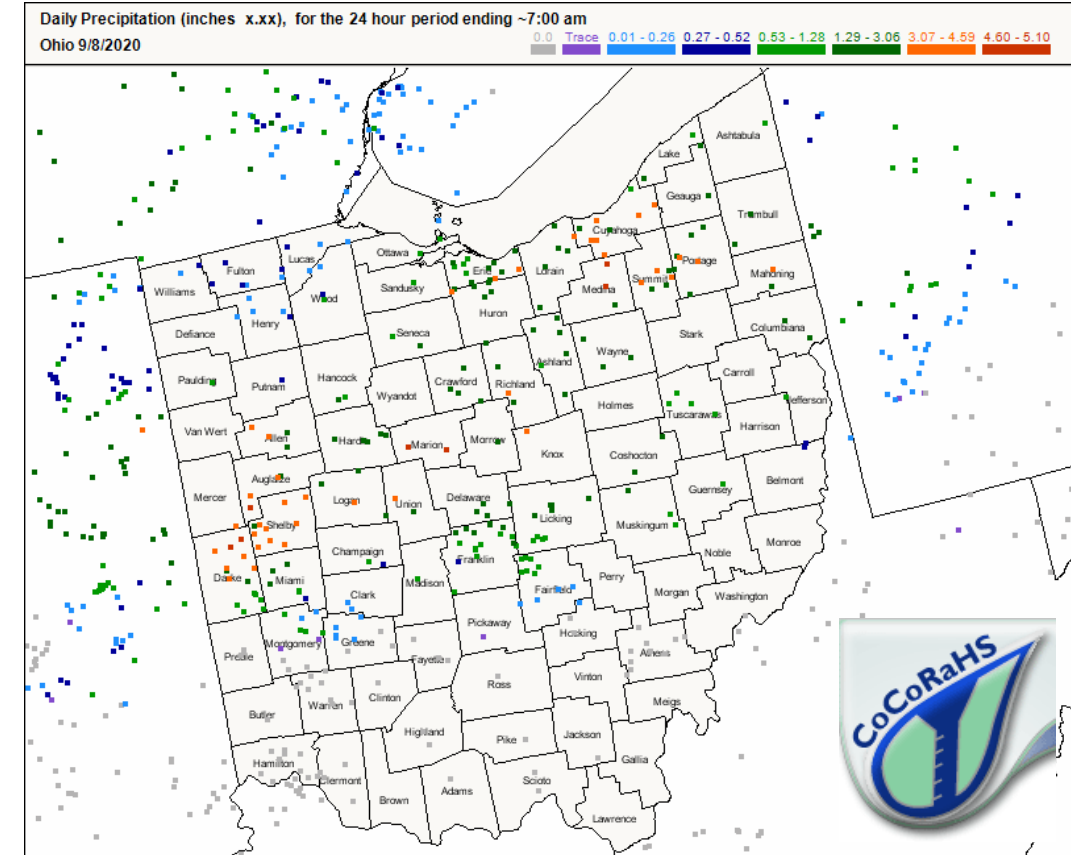 Daily Precipitation (inches x.xx), for the 24 hour period ending ~7:00 am
Ohio 9/8/2020
0.0 Trace 0.01 - 0.26 0.27 - 0.52 0.53 - 1.28 1.29 - 3.06 3.07 - 4.59 4.60 - 5.10
Ashtabula
Lake
Geauga
Trumbull
Cuyahoga
Lucas
Ottawa
Fulton
Erie
Lorain
Portage
Williams
Wood
Sandusky
Medina
Summit
Mahoning
Henry
Huron
Defiance
Seneca
Stark
Columbiana
Ashland
Wayne
Paulding
Putnam
Hancock
Crawford
Richland
Carroll
Wyandot
Holmes
Tuscarawas
Jefferson
Van Wert
Allen
Hardin
Marion
Morrow
Knox
Harrison
Coshocton
Auglaize
Mercer
Logan
Union
Delaware
Guernsey
Belmont
Shelby
Licking
Muskingum
Champaign
Franklin
Noble
Monroe
Darke
Miami
Clark
Madison
Fairfield
Perry
Morgan
Washington
Pickaway
Hocking
Preble
Montgomery
Greene
Fayette
Athens
Ross
Vinton
Butler
Warren
Clinton
Meigs
Highland
Pike
Jackson
Hamilton
Clermont
Gallia
Brown
Adams
Scioto
Lawrence
CoCoRaHS